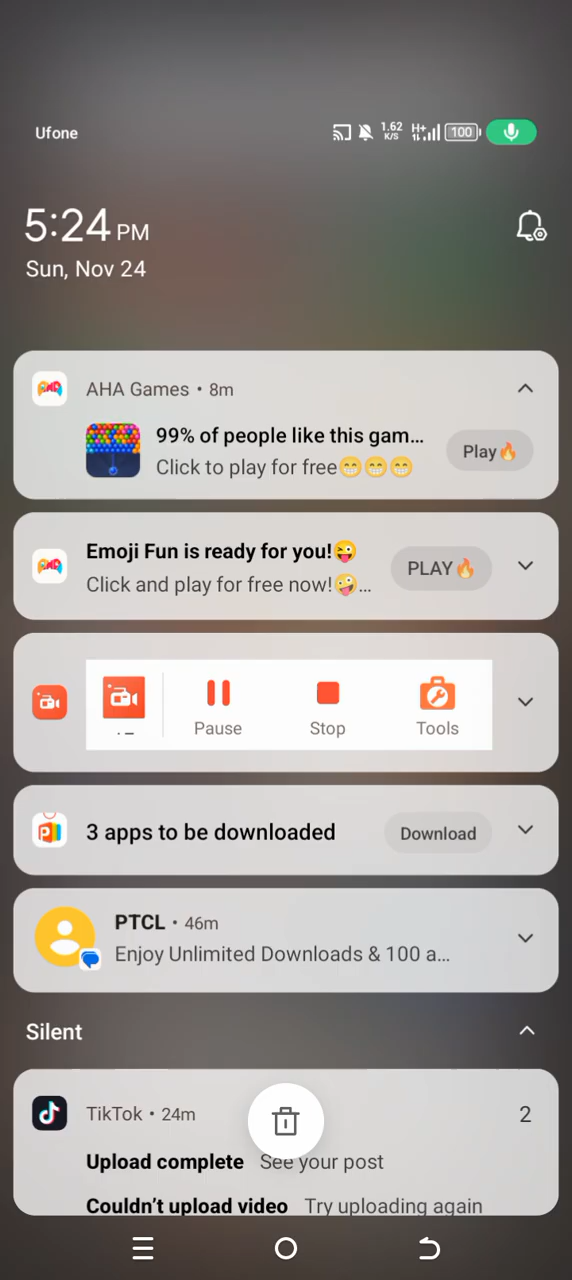 Ufone 1.62 K/S H+ 100
5:24 PM
Sun, Nov 24
AHA Games • 8m
99% of people like this gam...
Click to play for free😁😁😁
Play🔥
Emoji Fun is ready for you!😜
Click and play for free now!🤪...
PLAY🔥
Pause
Stop
Tools
3 apps to be downloaded
Download
PTCL • 46m
Enjoy Unlimited Downloads & 100 a...
Silent
TikTok • 24m 2
Upload complete See your post
Couldn't upload video Try uploading again